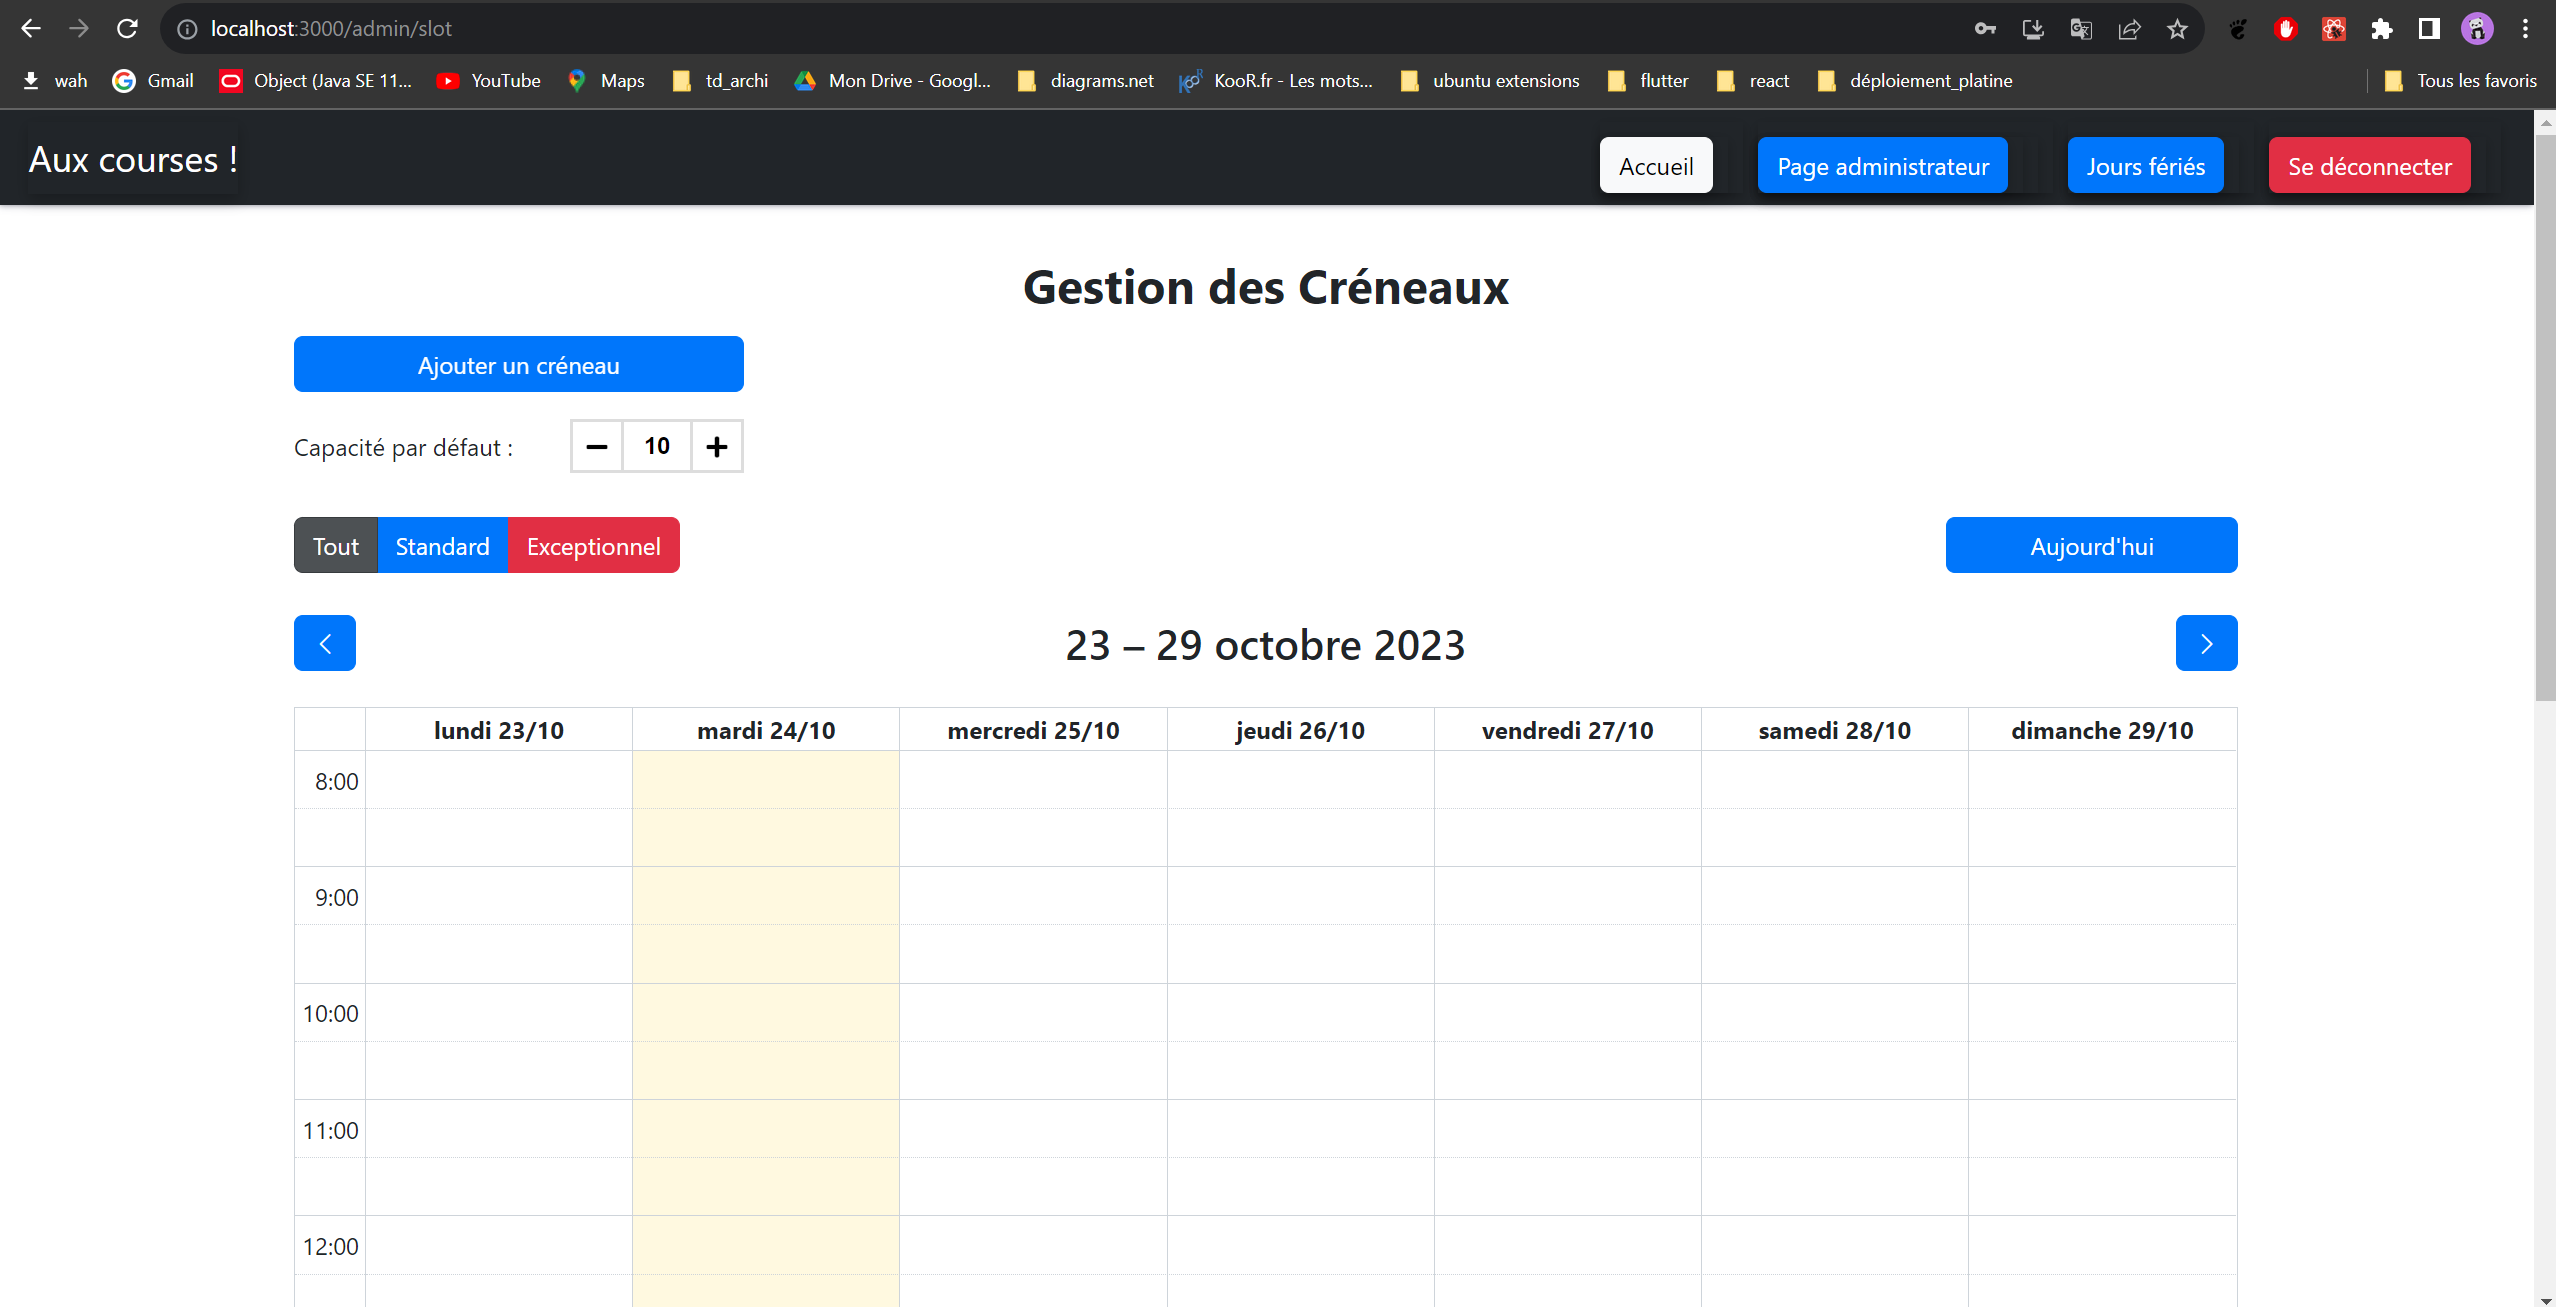 localhost:3000/admin/slot
wah Gmail Object (Java SE 11... YouTube Maps td_archi Mon Drive - Googl... diagrams.net KooR.fr - Les mots... ubuntu extensions flutter react déploiement_platine Tous les favoris
Aux courses ! Accueil Page administrateur Jours fériés Se déconnecter
Gestion des Créneaux
Ajouter un créneau
Capacité par défaut : 10
Tout Standard Exceptionnel Aujourd'hui
23 – 29 octobre 2023
lundi 23/10 mardi 24/10 mercredi 25/10 jeudi 26/10 vendredi 27/10 samedi 28/10 dimanche 29/10
8:00
9:00
10:00
11:00
12:00